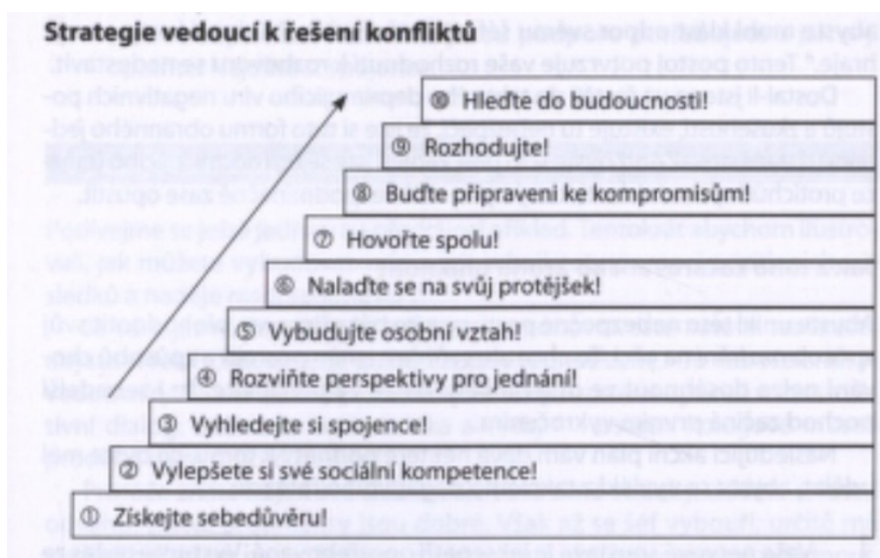 Strategie vedoucí k řešení konfliktů
⑩ Hleďte do budoucnosti!
⑨ Rozhodujte!
⑧ Buďte připraveni ke kompromisům!
⑦ Hovořte spolu!
⑥ Nalaďte se na svůj protějšek!
⑤ Vybudujte osobní vztah!
④ Rozviňte perspektivy pro jednání!
③ Vyhledejte si spojence!
② Vylepšete si své sociální kompetence!
① Získejte sebedůvěru!